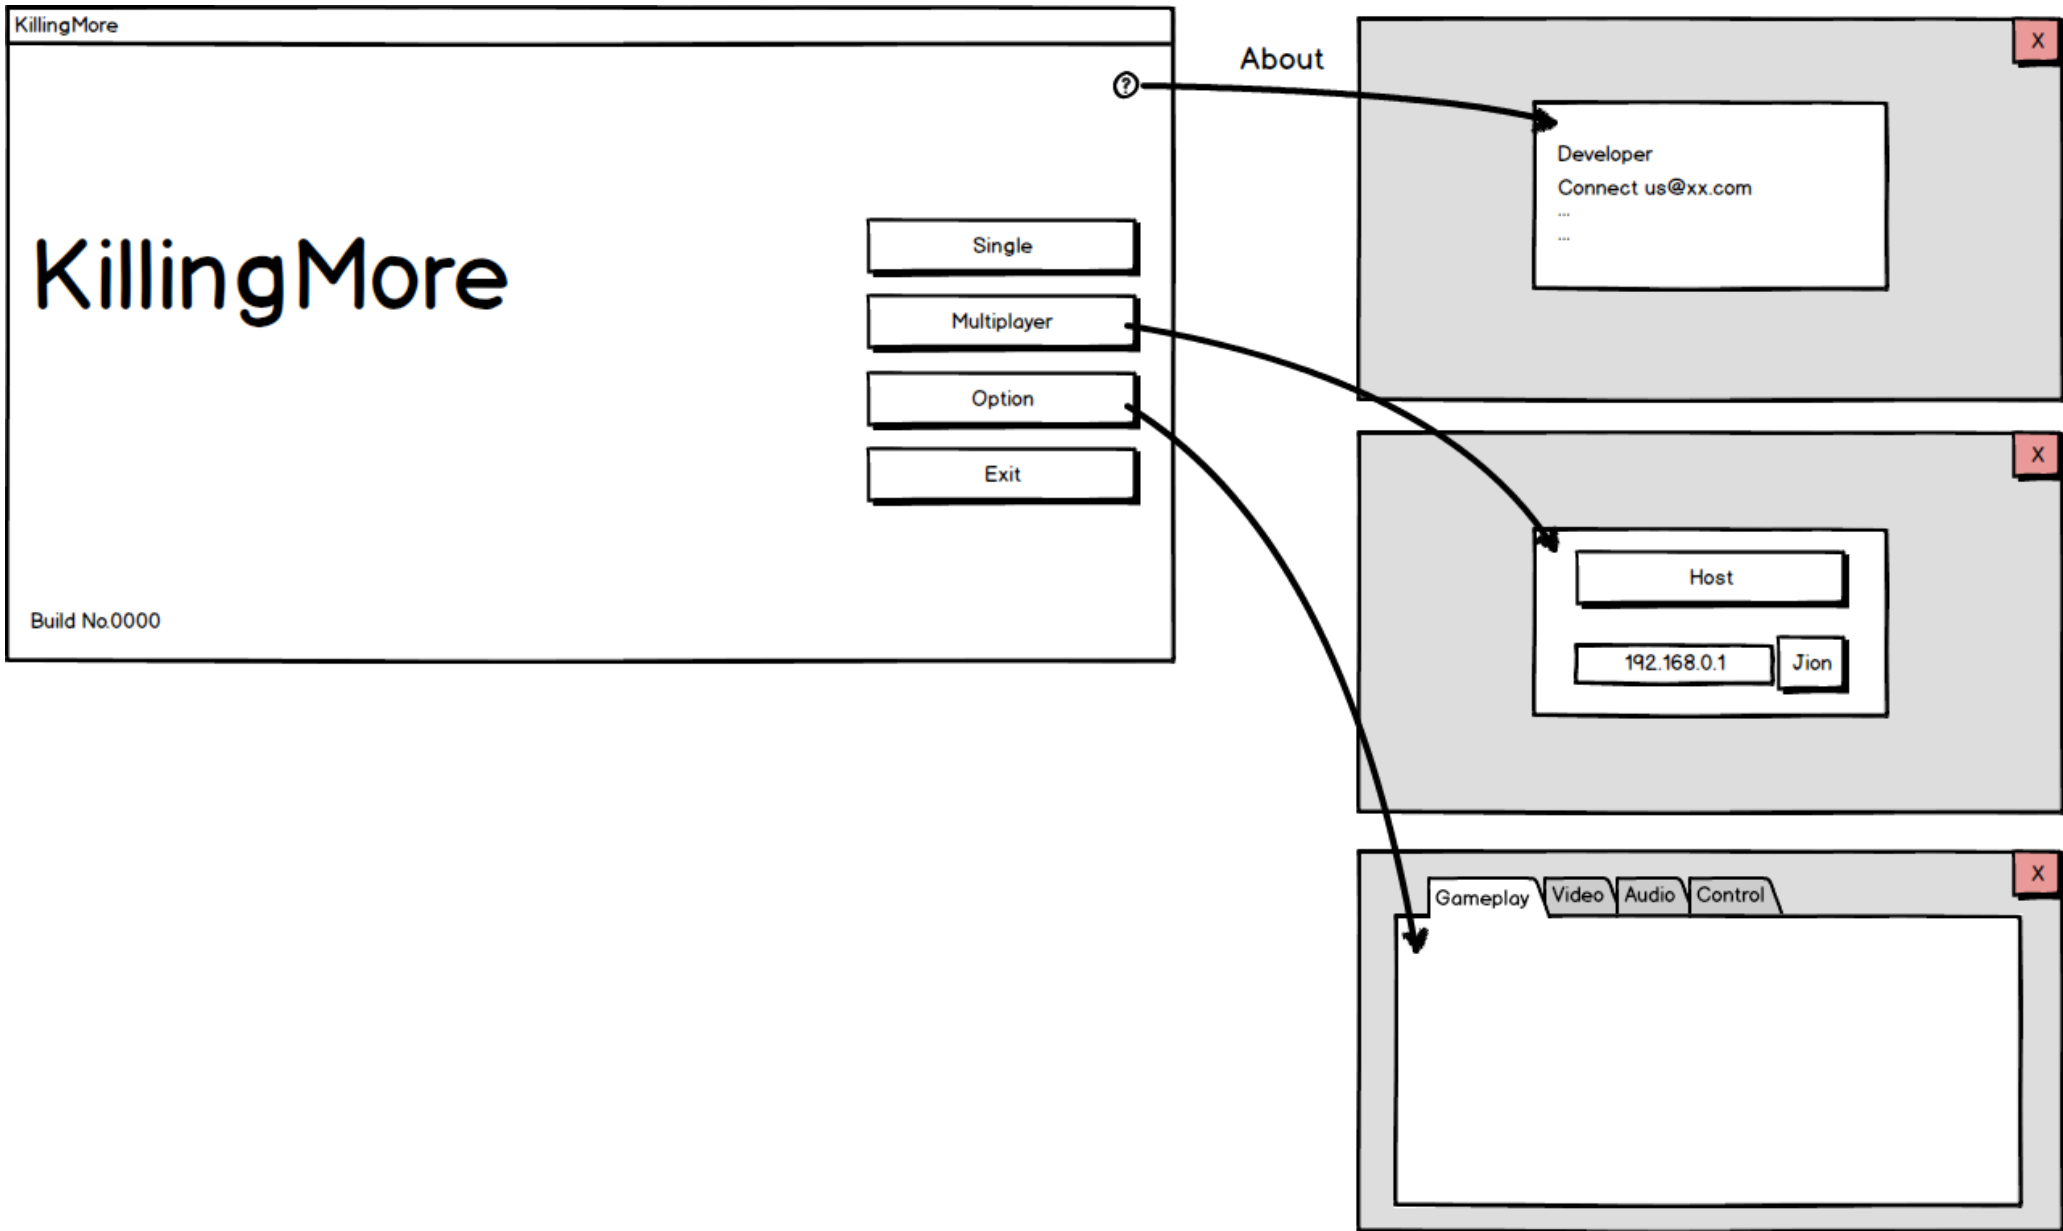 KillingMore
?
KillingMore
Single
Multiplayer
Option
Exit
Build No.0000
About
X
Developer
Connect us@xx.com
...
...
X
Host
192.168.0.1 Jion
X
Gameplay Video Audio Control